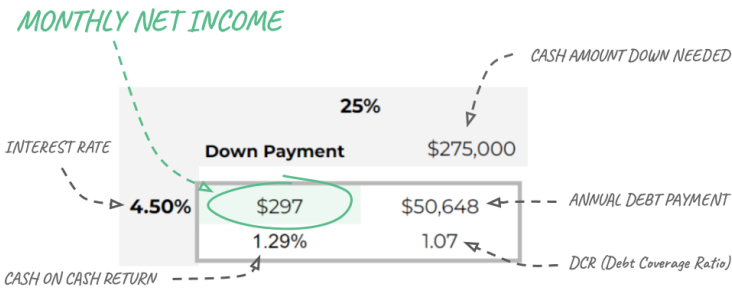 MONTHLY NET INCOME
CASH AMOUNT DOWN NEEDED
25%
INTEREST RATE
Down Payment $275,000
4.50% $297 $50,648
ANNUAL DEBT PAYMENT
1.29% 1.07
DCR (Debt Coverage Ratio)
CASH ON CASH RETURN